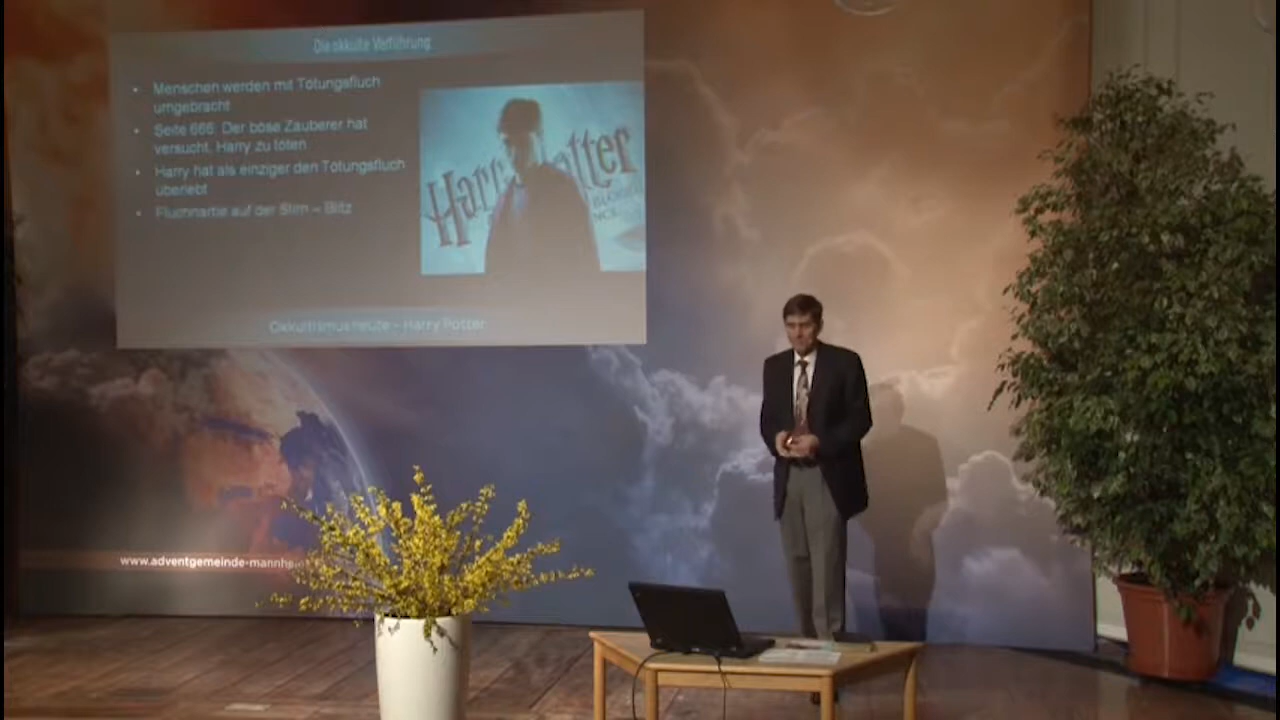 Die okkulte Verführung
• Menschen werden mit Tötungsfluch
umgebracht
• Seite 666: Der böse Zauberer hat
versucht, Harry zu töten
• Harry hat als einziger den Tötungsfluch
überlebt
• Fluchnarbe auf der Stirn – Blitz
Harry Potter
Okkultismus heute – Harry Potter
www.adventgemeinde-mannhe